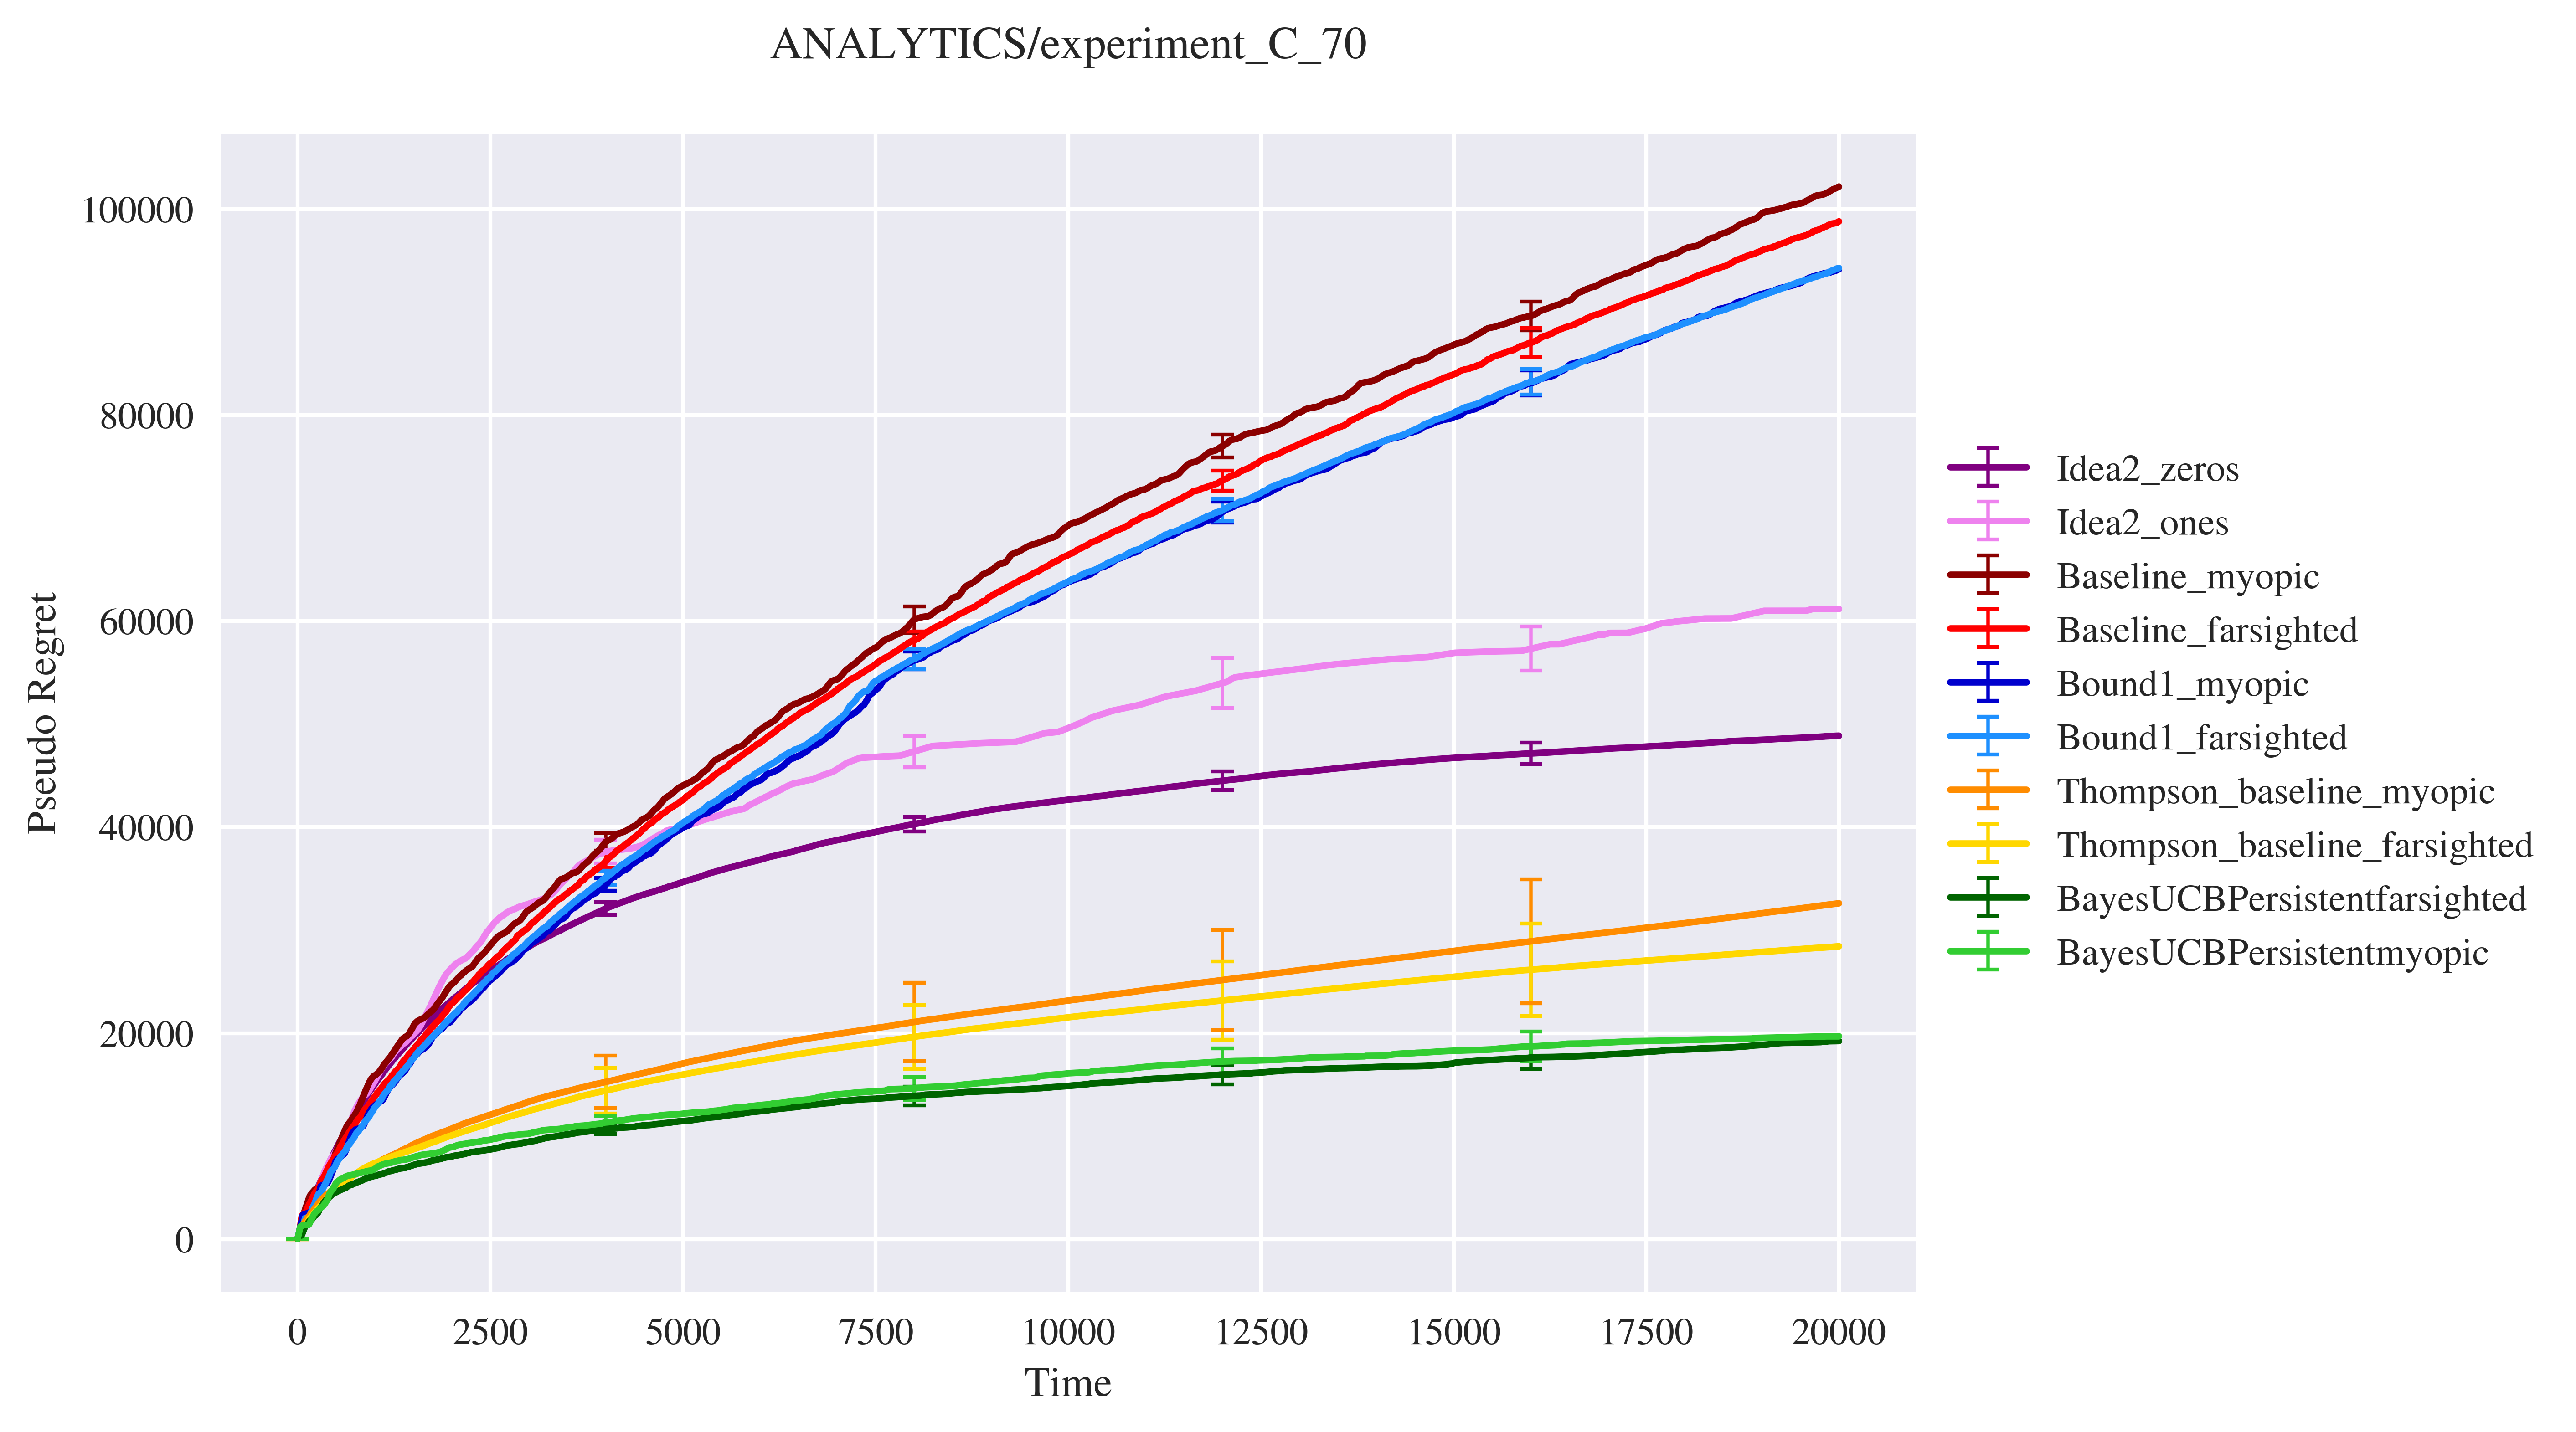 ANALYTICS/experiment_C_70
Pseudo Regret
100000
80000
60000
40000
20000
0
0 2500 5000 7500 10000 12500 15000 17500 20000
Time
Idea2_zeros
Idea2_ones
Baseline_myopic
Baseline_farsighted
Bound1_myopic
Bound1_farsighted
Thompson_baseline_myopic
Thompson_baseline_farsighted
BayesUCBPersistentfarsighted
BayesUCBPersistentmyopic